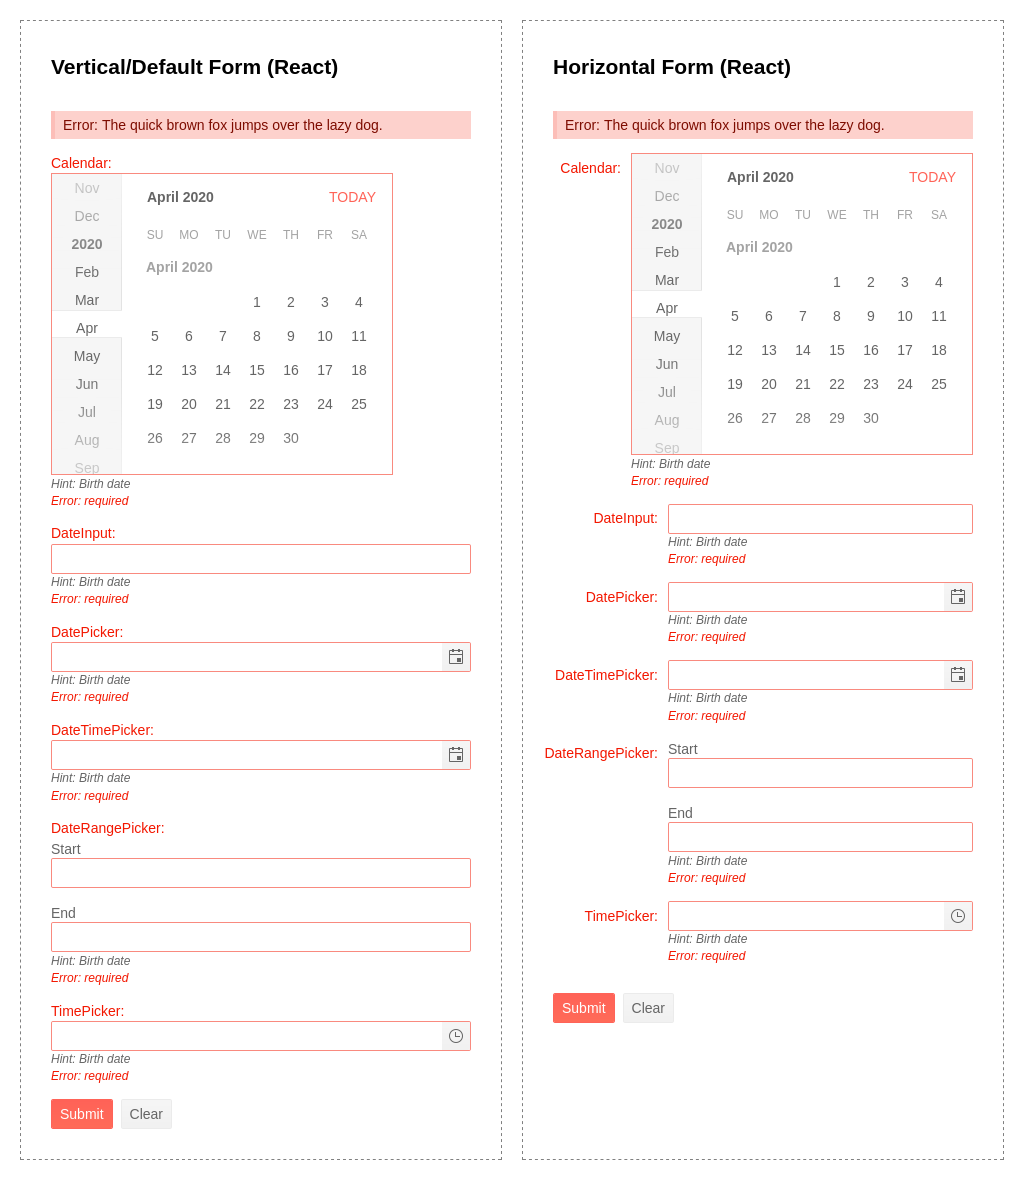 Vertical/Default Form (React)
Error: The quick brown fox jumps over the lazy dog.
Calendar:
Nov
Dec
2020
Feb
Mar
Apr
May
Jun
Jul
Aug
Sep
April 2020 TODAY
SU MO TU WE TH FR SA
April 2020
1 2 3 4
5 6 7 8 9 10 11
12 13 14 15 16 17 18
19 20 21 22 23 24 25
26 27 28 29 30
Hint: Birth date
Error: required
DateInput:
Hint: Birth date
Error: required
DatePicker:
Hint: Birth date
Error: required
DateTimePicker:
Hint: Birth date
Error: required
DateRangePicker:
Start
End
Hint: Birth date
Error: required
TimePicker:
Hint: Birth date
Error: required
Submit Clear
Horizontal Form (React)
Error: The quick brown fox jumps over the lazy dog.
Calendar:
Nov
Dec
2020
Feb
Mar
Apr
May
Jun
Jul
Aug
Sep
April 2020 TODAY
SU MO TU WE TH FR SA
April 2020
1 2 3 4
5 6 7 8 9 10 11
12 13 14 15 16 17 18
19 20 21 22 23 24 25
26 27 28 29 30
Hint: Birth date
Error: required
DateInput:
Hint: Birth date
Error: required
DatePicker:
Hint: Birth date
Error: required
DateTimePicker:
Hint: Birth date
Error: required
DateRangePicker:
Start
End
Hint: Birth date
Error: required
TimePicker:
Hint: Birth date
Error: required
Submit Clear